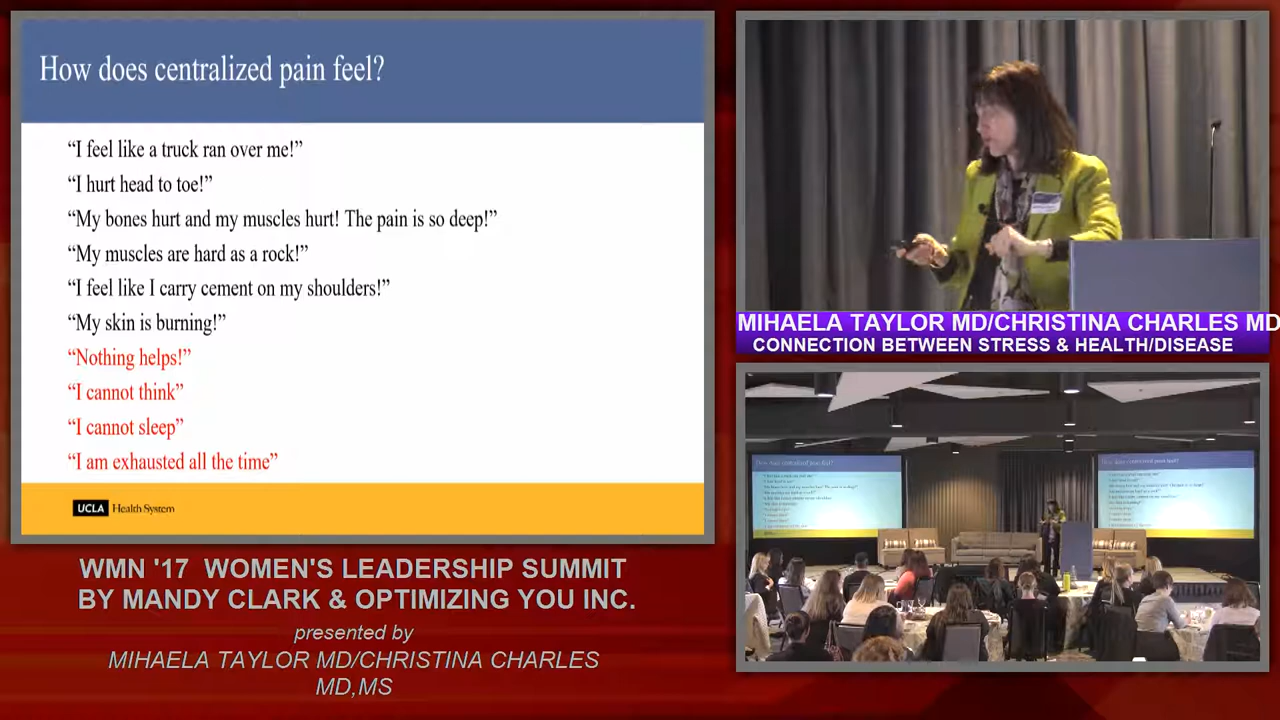 How does centralized pain feel?
“I feel like a truck ran over me!”
“I hurt head to toe!”
“My bones hurt and my muscles hurt! The pain is so deep!”
“My muscles are hard as a rock!”
“I feel like I carry cement on my shoulders!”
“My skin is burning!”
“Nothing helps!”
“I cannot think”
“I cannot sleep”
“I am exhausted all the time”
UCLA Health System
WMN '17 WOMEN'S LEADERSHIP SUMMIT
BY MANDY CLARK & OPTIMIZING YOU INC.
presented by
MIHAELA TAYLOR MD/CHRISTINA CHARLES
MD,MS
MIHAELA TAYLOR MD/CHRISTINA CHARLES MD
CONNECTION BETWEEN STRESS & HEALTH/DISEASE